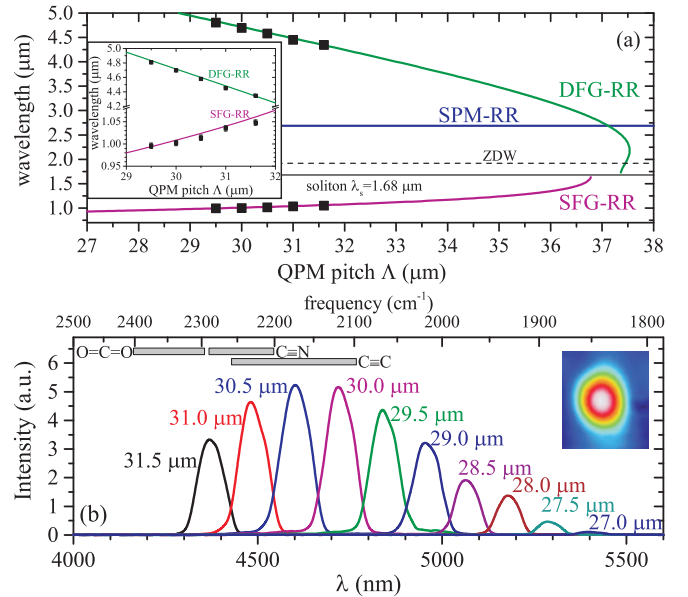 5.0
4.5
4.0
3.5
3.0
2.5
2.0
1.5
1.0
wavelength (μm)
(a)
DFG-RR
SPM-RR
ZDW
soliton λs=1.68 μm
SFG-RR
5.0
4.8
4.6
4.4
4.2
1.05
1.00
0.95
wavelength (μm)
DFG-RR
SFG-RR
29 30 31 32
QPM pitch Λ (μm)
27 28 29 30 31 32 33 34 35 36 37 38
QPM pitch Λ (μm)
frequency (cm⁻¹)
2500 2400 2300 2200 2100 2000 1900 1800
O=C=O
C≡N
C≡C
6
5
4
3
2
1
0
Intensity (a.u.)
31.5 μm
31.0 μm
30.5 μm
30.0 μm
29.5 μm
29.0 μm
28.5 μm
28.0 μm
27.5 μm
27.0 μm
(b)
4000 4500 5000 5500
λ (nm)